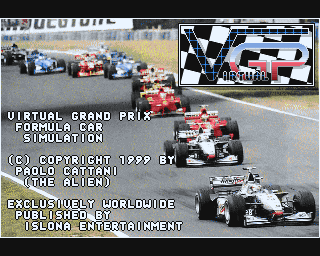 BRIDGESTONE
VGP
VIRTUAL
VIRTUAL GRAND PRIX
FORMULA CAR
SIMULATION
(C) COPYRIGHT 1999 BY
PAOLO CATTANI
(THE ALIEN)
EXCLUSIVELY WORLDWIDE
PUBLISHED BY
ISLONA ENTERTAINMENT